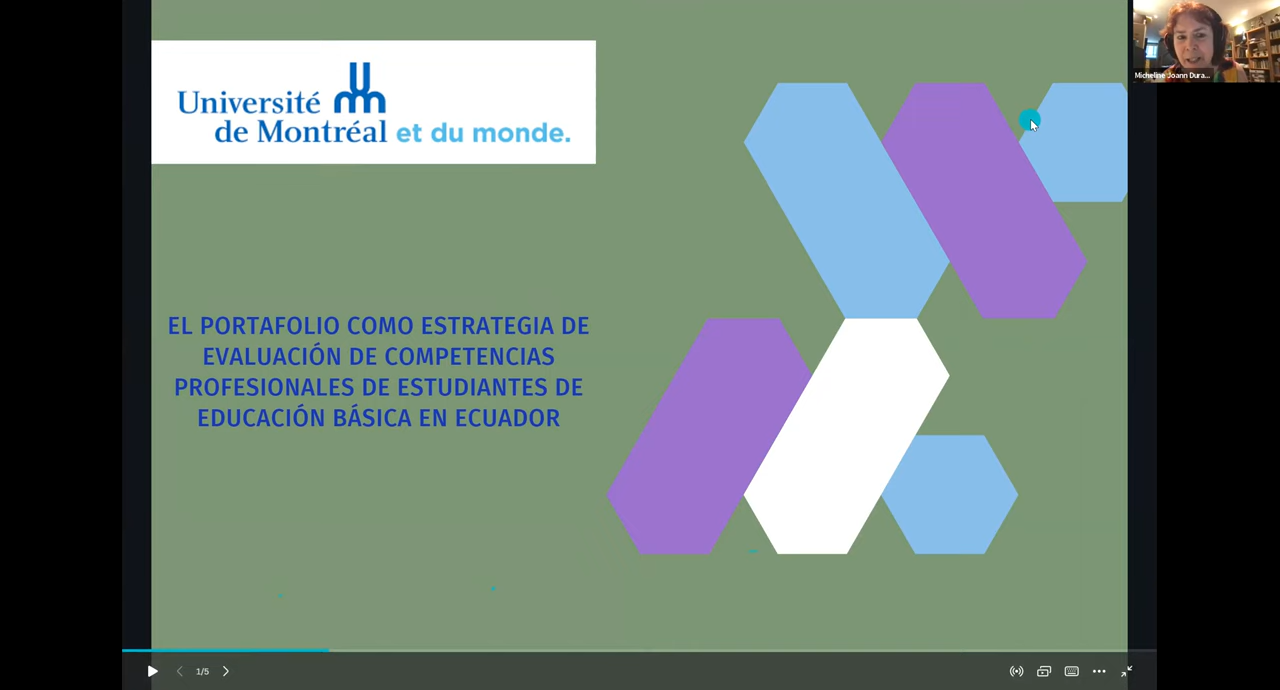 Université
de Montréal et du monde.
Micheline Joann Dura...
EL PORTAFOLIO COMO ESTRATEGIA DE
EVALUACIÓN DE COMPETENCIAS
PROFESIONALES DE ESTUDIANTES DE
EDUCACIÓN BÁSICA EN ECUADOR
1/5